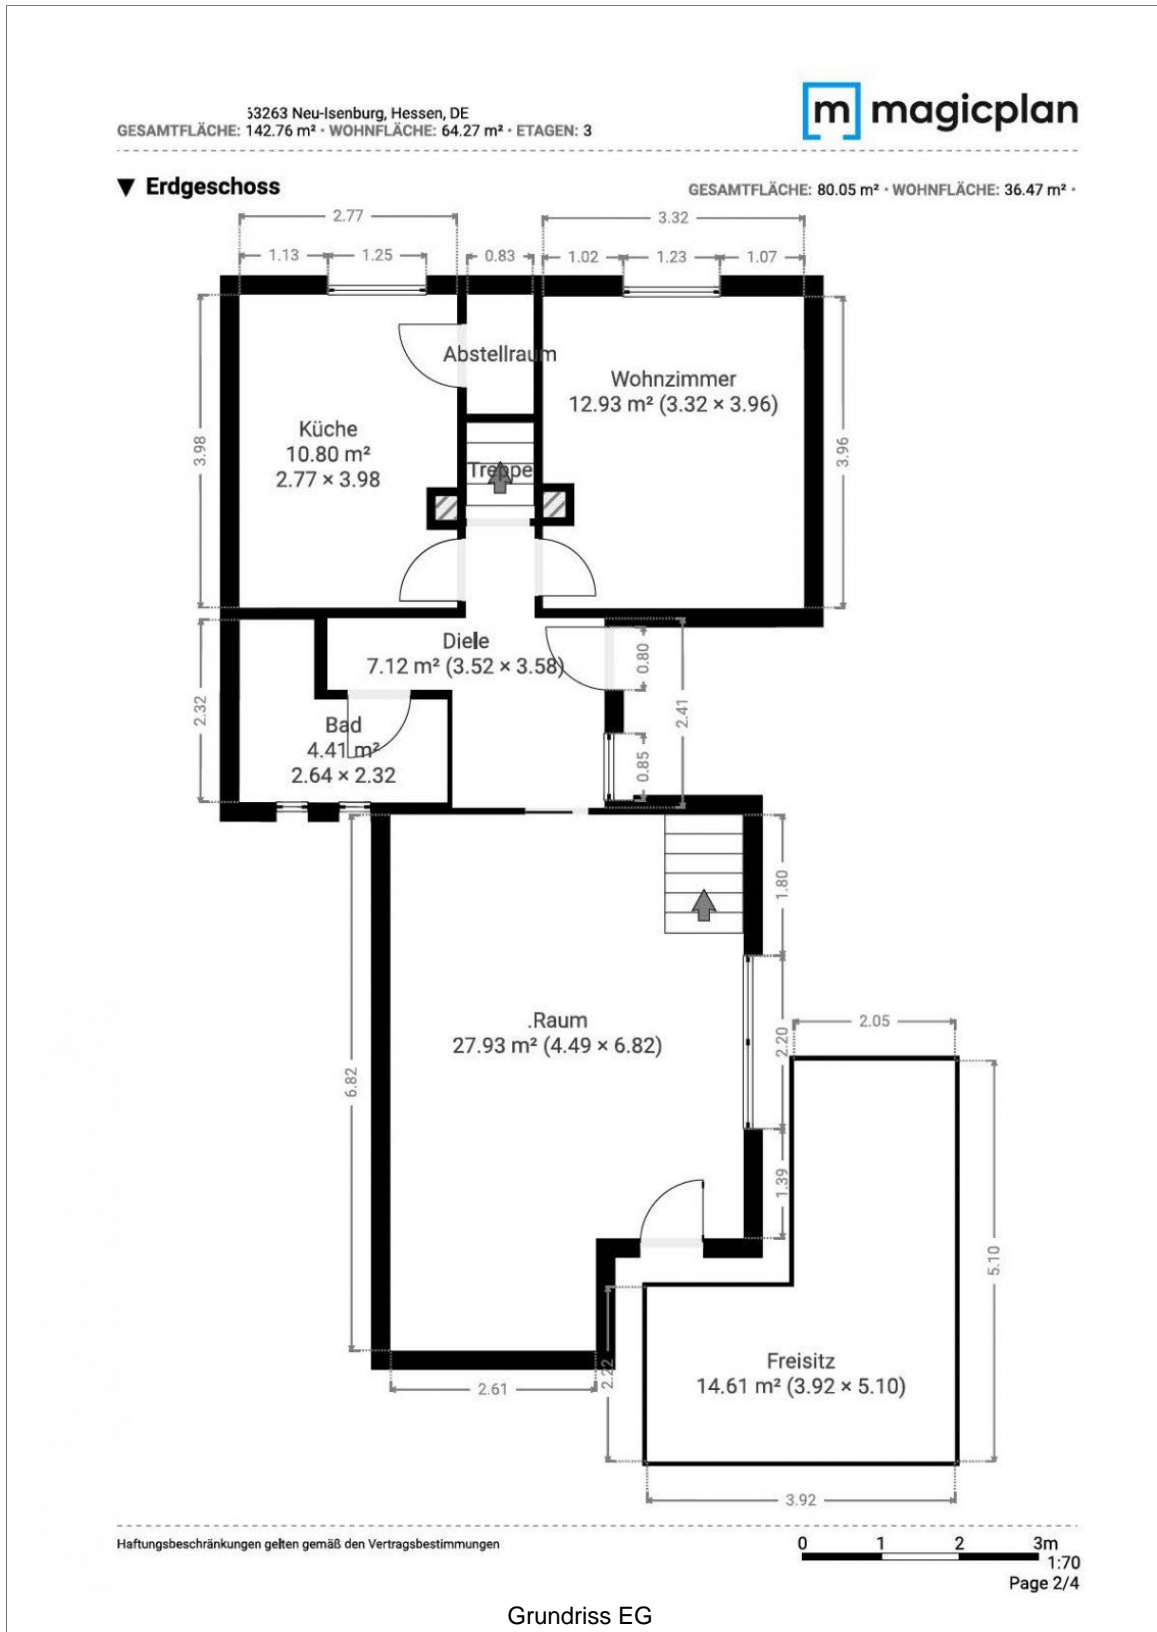 53263 Neu-Isenburg, Hessen, DE
GESAMTFLÄCHE: 142.76 m² · WOHNFLÄCHE: 64.27 m² · ETAGEN: 3
m magicplan
▼ Erdgeschoss
GESAMTFLÄCHE: 80.05 m² · WOHNFLÄCHE: 36.47 m² ·
2.77
3.32
1.13
1.25
0.83
1.02
1.23
1.07
Abstellraum
Wohnzimmer
12.93 m² (3.32 × 3.96)
Küche
10.80 m²
2.77 × 3.98
3.98
3.96
Treppe
Diele
7.12 m² (3.52 × 3.58)
0.80
2.32
2.41
Bad
4.41 m²
2.64 × 2.32
0.85
1.80
.Raum
27.93 m² (4.49 × 6.82)
2.05
2.20
6.82
1.39
5.10
Freisitz
14.61 m² (3.92 × 5.10)
2.22
2.61
3.92
Haftungsbeschränkungen gelten gemäß den Vertragsbestimmungen
0 1 2 3m
1:70
Page 2/4
Grundriss EG